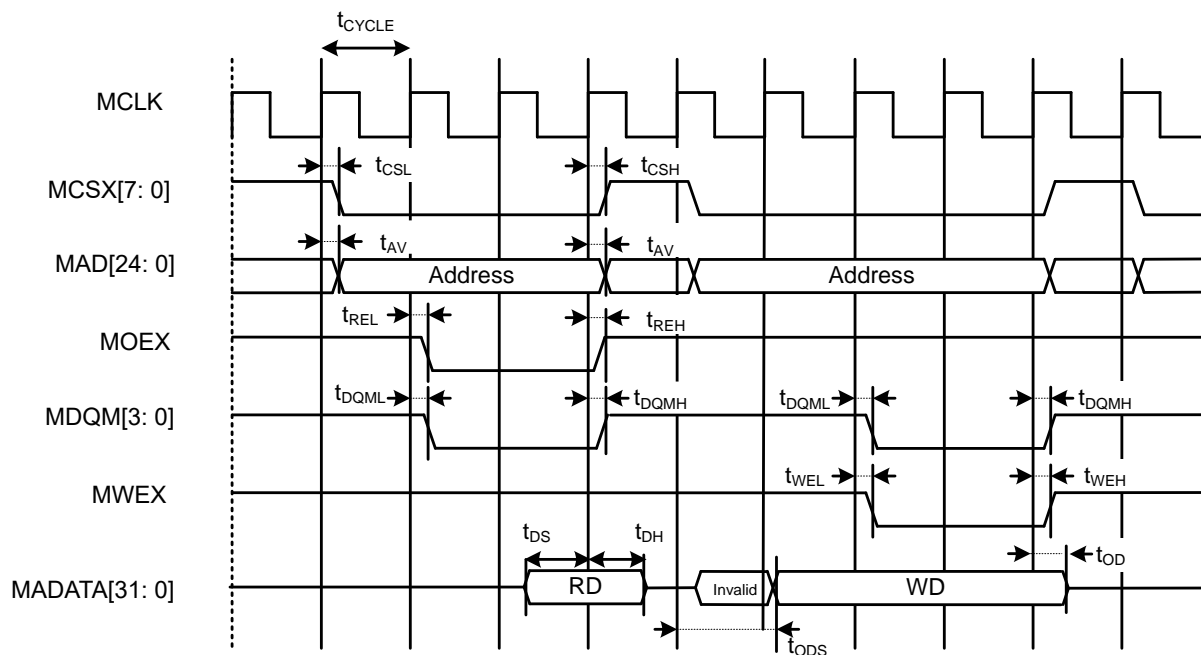 tCYCLE
MCLK
MCSX[7: 0] tCSL tCSH
MAD[24: 0] tAV Address tAV Address
MOEX tREL tREH
MDQM[3: 0] tDQML tDQMH tDQML tDQMH
MWEX tWEL tWEH
tDS tDH
MADATA[31: 0] RD Invalid WD tOD
tODS